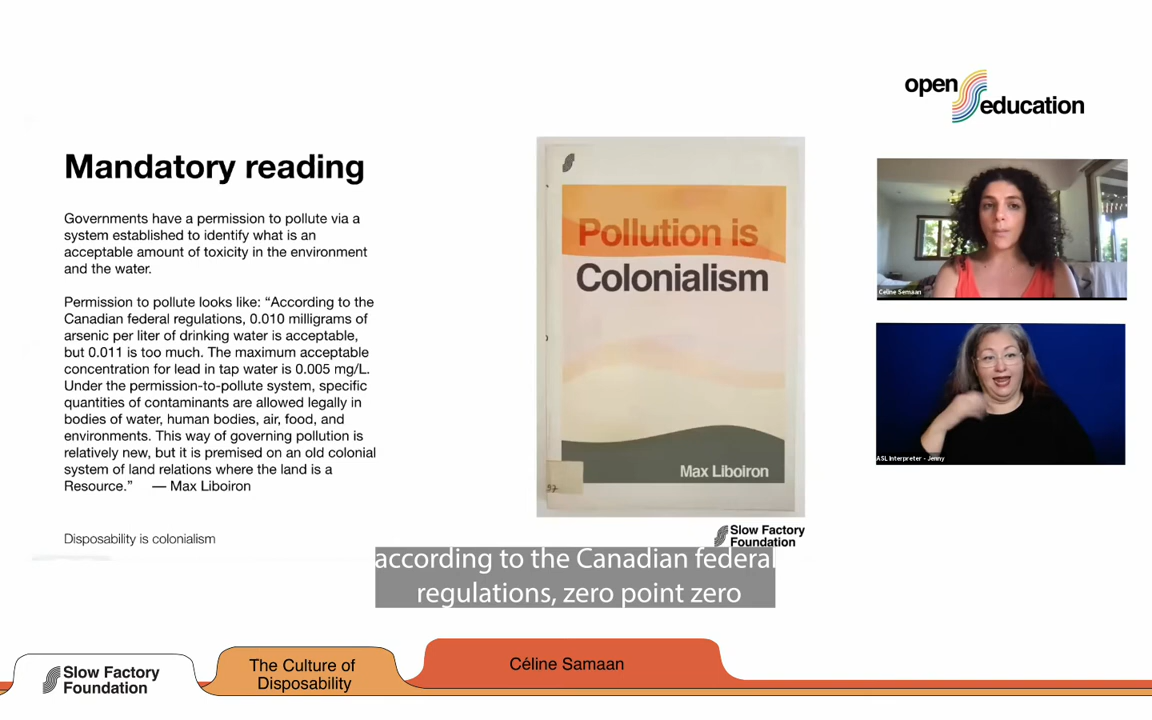 open
education
Mandatory reading
Governments have a permission to pollute via a
system established to identify what is an
acceptable amount of toxicity in the environment
and the water.
Permission to pollute looks like: “According to the
Canadian federal regulations, 0.010 milligrams of
arsenic per liter of drinking water is acceptable,
but 0.011 is too much. The maximum acceptable
concentration for lead in tap water is 0.005 mg/L.
Under the permission-to-pollute system, specific
quantities of contaminants are allowed legally in
bodies of water, human bodies, air, food, and
environments. This way of governing pollution is
relatively new, but it is premised on an old colonial
system of land relations where the land is a
Resource.” — Max Liboiron
Disposability is colonialism
Pollution is
Colonialism
Max Liboiron
Slow Factory
Foundation
Céline Semaan
ASL Interpreter - Jenny
according to the Canadian federal
regulations, zero point zero
Slow Factory
Foundation
The Culture of
Disposability
Céline Samaan